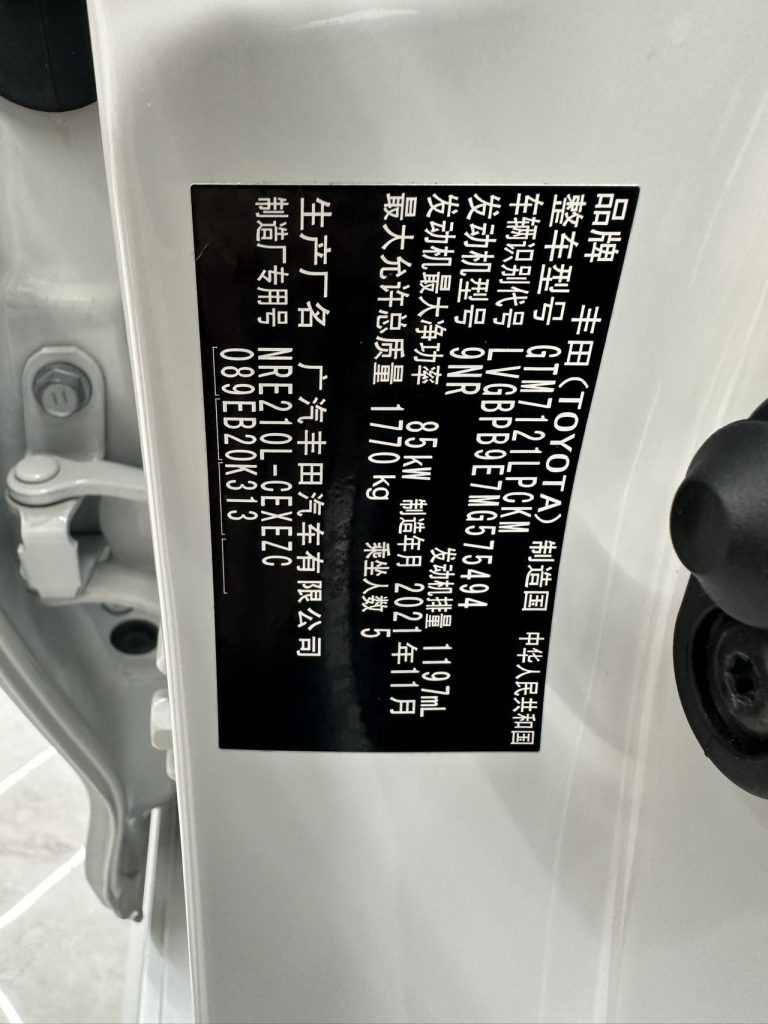 品牌 丰田(TOYOTA) 制造国 中华人民共和国
整车型号 GTM7121LPCKM
车辆识别代号 LVGBPB9E7MG575494
发动机型号 9NR 发动机排量 1197mL
发动机最大净功率 85kW 制造年月 2021年11月
最大允许总质量 1770kg 乘坐人数 5
生产厂名 广汽丰田汽车有限公司
制造厂专用号 NRE210L-CEXEZC
089EB20K313